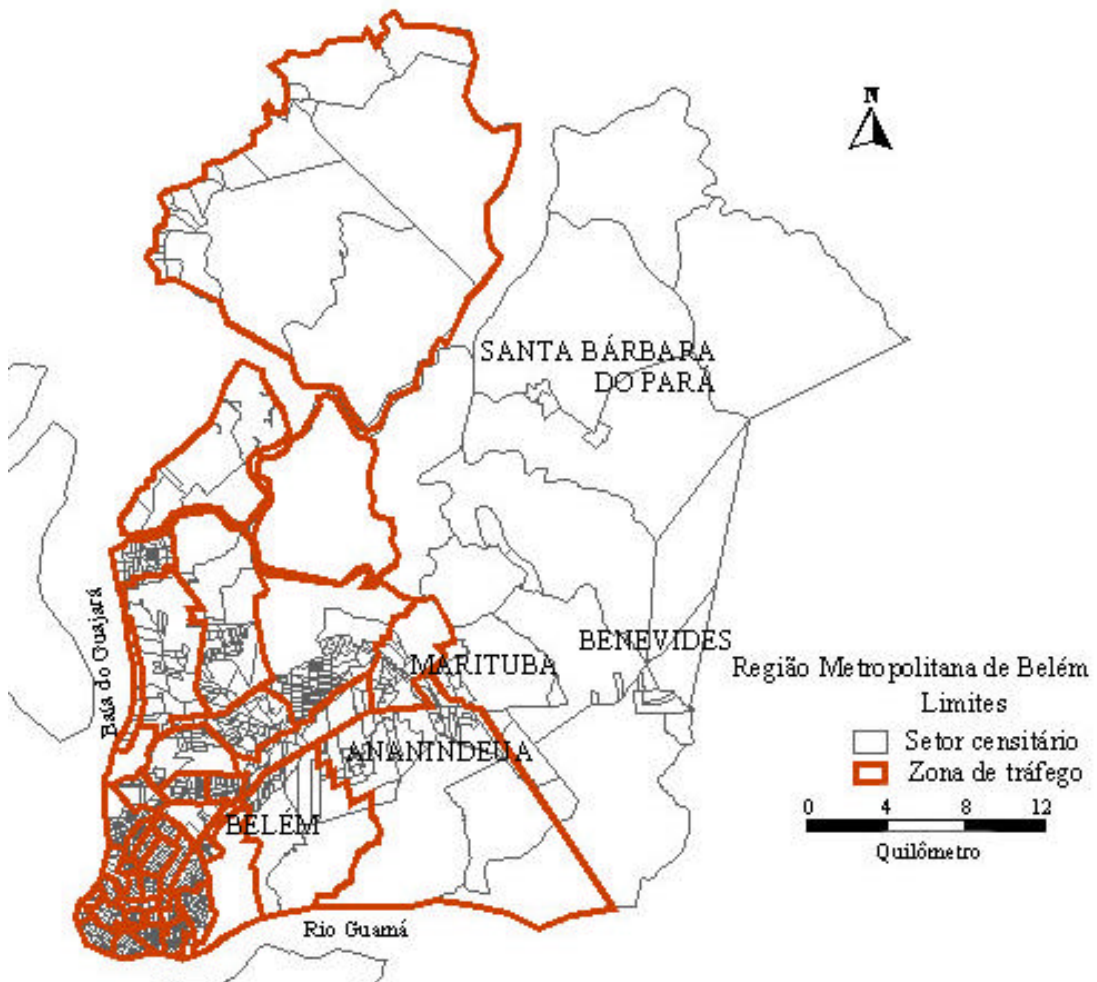 N
SANTA BÁRBARA
DO PARÁ
Baía do Guajará
BENEVIDES
MARITUBA
Região Metropolitana de Belém
Limites
Setor censitário
Zona de tráfego
ANANINDEUA
0 4 8 12
Quilômetro
BELÉM
Rio Guamá